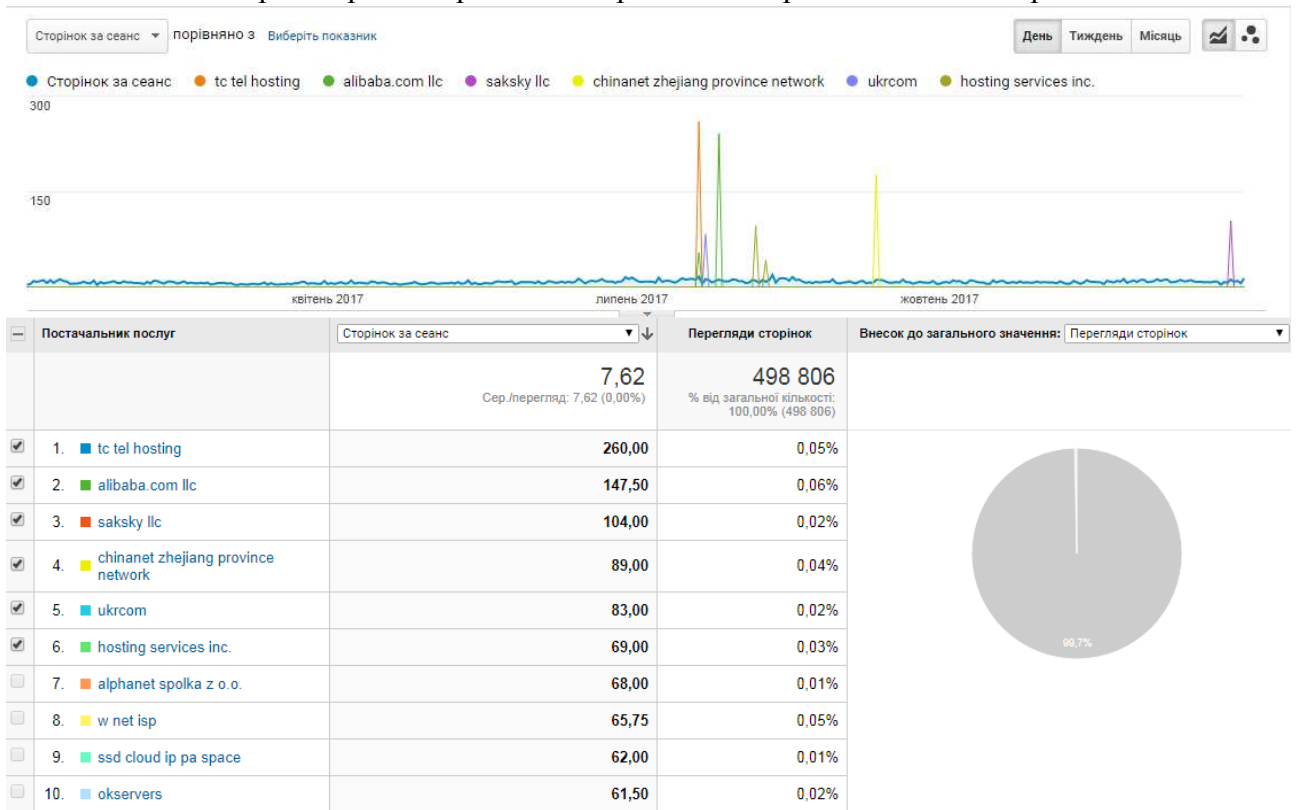 Сторінок за сеанс порівняно з Виберіть показник День Тиждень Місяць
Сторінок за сеанс tc tel hosting alibaba.com llc saksky llc chinanet zhejiang province network ukrcom hosting services inc.
300
150
квітень 2017 липень 2017 жовтень 2017
Постачальник послуг Сторінок за сеанс Перегляди сторінок Внесок до загального значення: Перегляди сторінок
7,62 498 806
Сер./перегляд: 7,62 (0,00%) % від загальної кількості:
100,00% (498 806)
1. tc tel hosting 260,00 0,05%
2. alibaba.com llc 147,50 0,06%
3. saksky llc 104,00 0,02%
4. chinanet zhejiang province
network 89,00 0,04%
5. ukrcom 83,00 0,02%
6. hosting services inc. 69,00 0,03%
99,7%
7. alphanet spolka z o.o. 68,00 0,01%
8. w net isp 65,75 0,05%
9. ssd cloud ip pa space 62,00 0,01%
10. okservers 61,50 0,02%